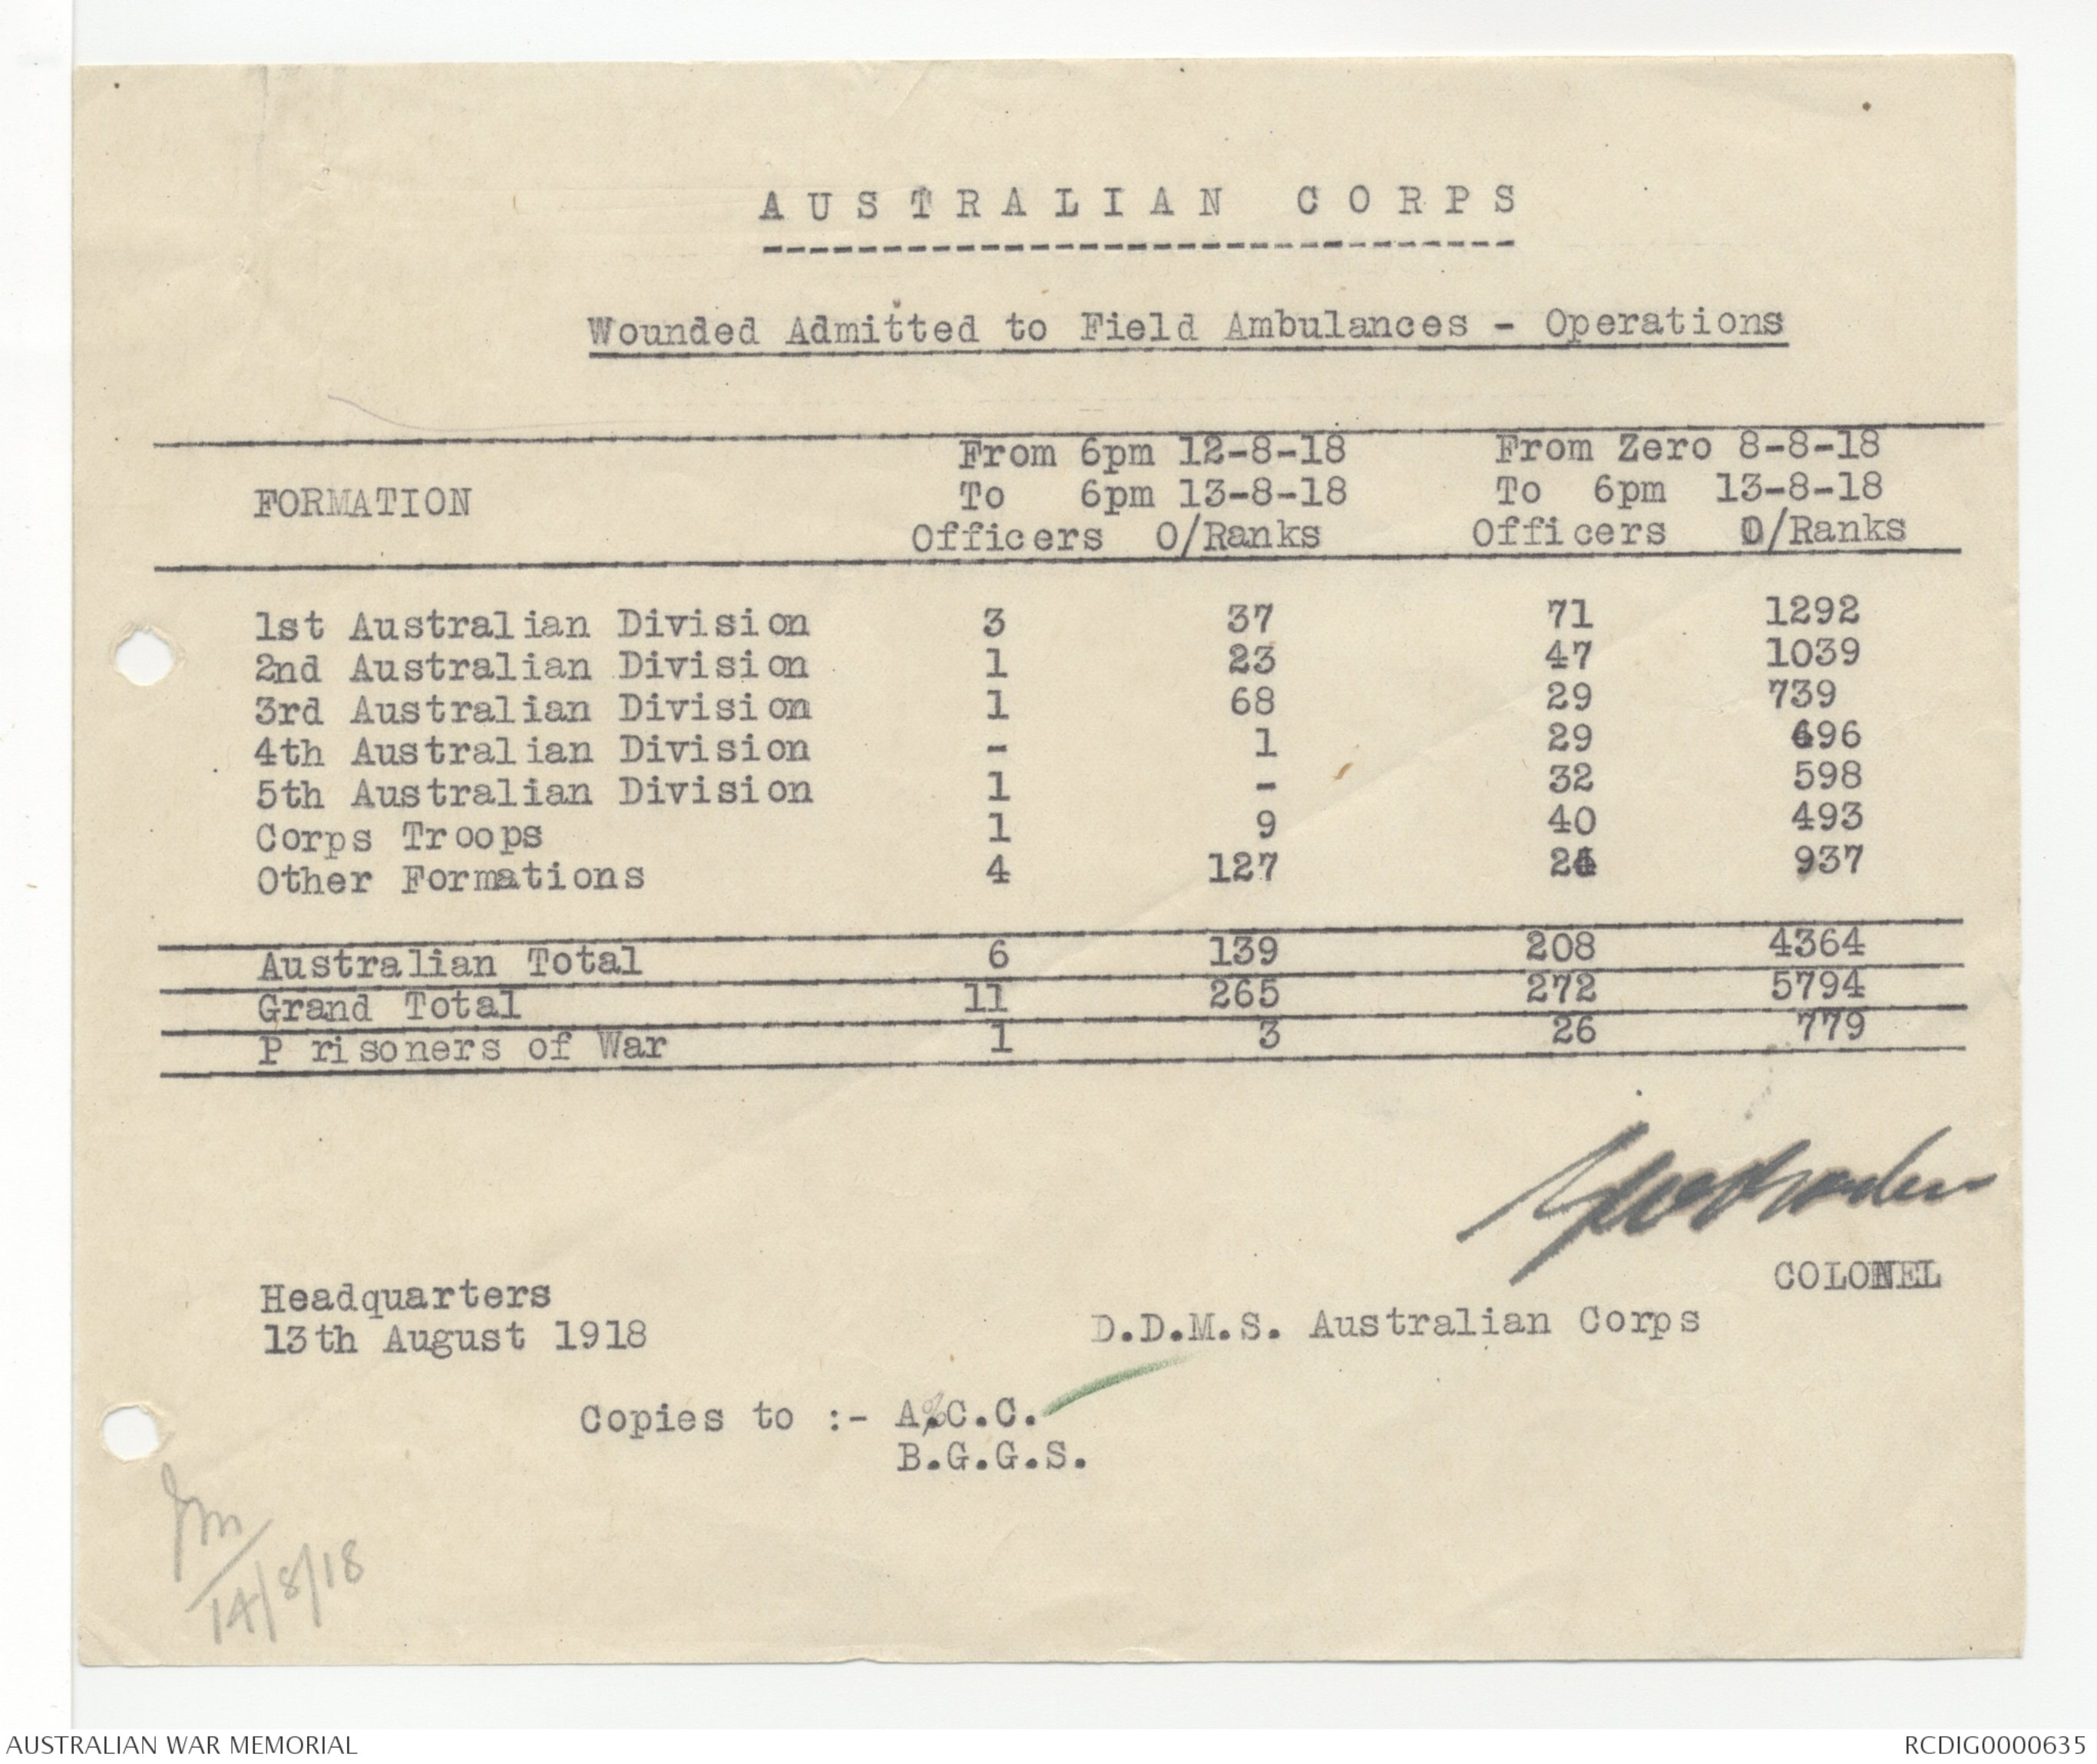 AUSTRALIAN CORPS
Wounded Admitted to Field Ambulances - Operations
From 6pm 12-8-18 From Zero 8-8-18
FORMATION To 6pm 13-8-18 To 6pm 13-8-18
Officers O/Ranks Officers O/Ranks
1st Australian Division 3 37 71 1292
2nd Australian Division 1 23 47 1039
3rd Australian Division 1 68 29 739
4th Australian Division - 1 29 696
5th Australian Division 1 - 32 598
Corps Troops 1 9 40 493
Other Formations 4 127 24 937
Australian Total 6 139 208 4364
Grand Total 11 265 272 5794
P risoners of War 1 3 26 779
COLONEL
Headquarters
13th August 1918 D.D.M.S. Australian Corps
Copies to :- A.C.C.
B.G.G.S.
14/8/18
AUSTRALIAN WAR MEMORIAL RCDIG0000635